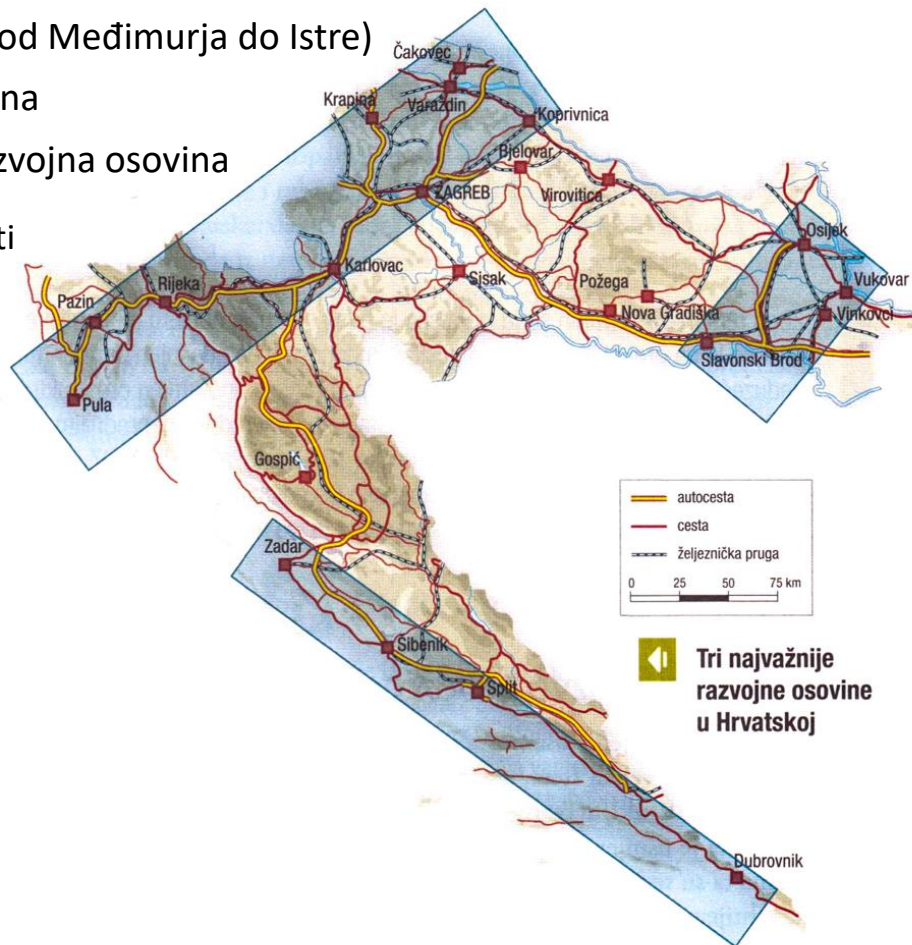 od Međimurja do Istre)
na
zvojna osovina
ti
Čakovec
Krapina
Varaždin
Koprivnica
Bjelovar
ZAGREB
Virovitica
Osijek
Karlovac
Sisak
Požega
Vukovar
Pazin
Rijeka
Nova Gradiška
Vinkovci
Slavonski Brod
Pula
Gospić
autocesta
cesta
željeznička pruga
0 25 50 75 km
Zadar
Šibenik
Split
Tri najvažnije
razvojne osovine
u Hrvatskoj
Dubrovnik